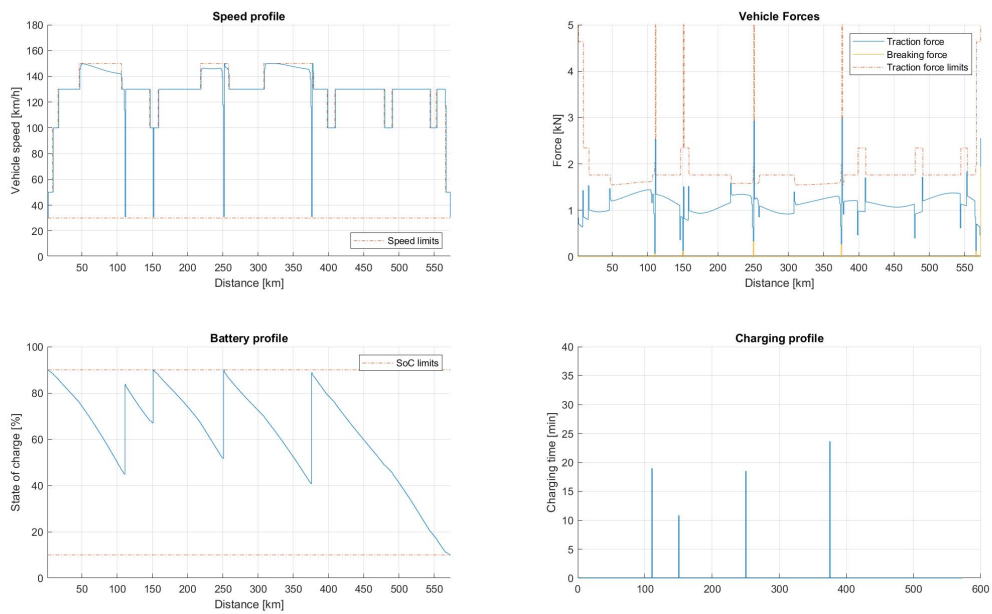 Speed profile
180
160
140
120
100
80
60
40
20
0
Vehicle speed [km/h]
Speed limits
50 100 150 200 250 300 350 400 450 500 550
Distance [km]
Vehicle Forces
5
4
3
2
1
0
Force [kN]
Traction force
Breaking force
Traction force limits
50 100 150 200 250 300 350 400 450 500 550
Distance [km]
Battery profile
100
80
60
40
20
0
State of charge [%]
SoC limits
50 100 150 200 250 300 350 400 450 500 550
Distance [km]
Charging profile
40
35
30
25
20
15
10
5
0
Charging time [min]
0 100 200 300 400 500 600